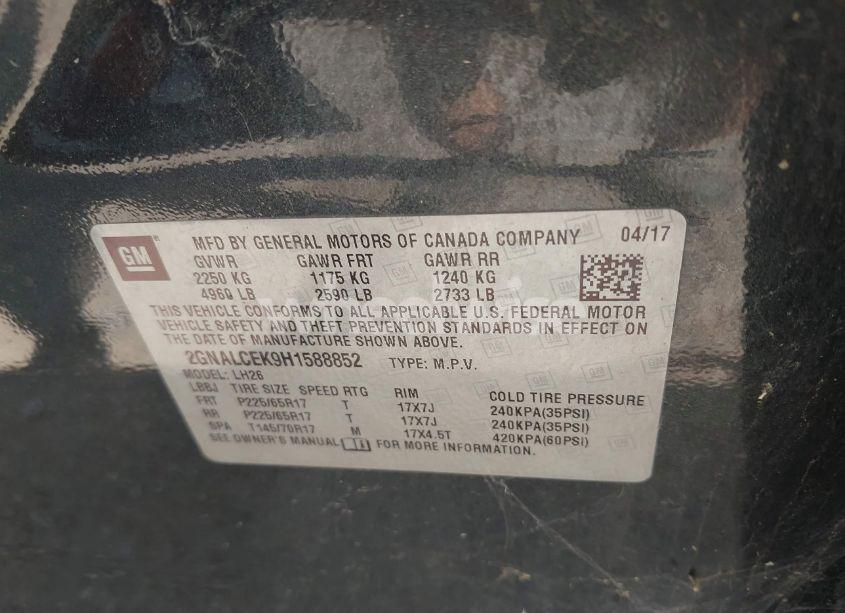 GM
MFD BY GENERAL MOTORS OF CANADA COMPANY 04/17
GVWR GAWR FRT GAWR RR
2250 KG 1175 KG 1240 KG
4960 LB 2590 LB 2733 LB
THIS VEHICLE CONFORMS TO ALL APPLICABLE U.S. FEDERAL MOTOR
VEHICLE SAFETY AND THEFT PREVENTION STANDARDS IN EFFECT ON
THE DATE OF MANUFACTURE SHOWN ABOVE.
2GNALCEK9H1588852 TYPE: M.P.V.
MODEL: LH26
LBBJ TIRE SIZE SPEED RTG RIM COLD TIRE PRESSURE
FRT P225/65R17 T 17X7J 240KPA(35PSI)
RR P225/65R17 T 17X7J 240KPA(35PSI)
SPA T145/70R17 M 17X4.5T 420KPA(60PSI)
SEE OWNER'S MANUAL FOR MORE INFORMATION.